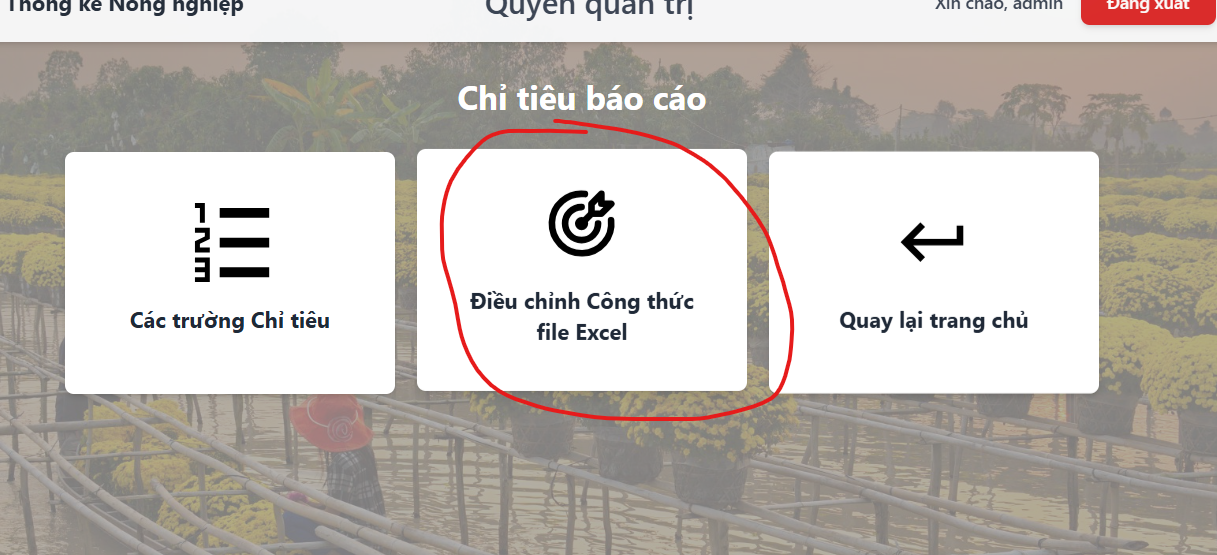 Thống kê Nông nghiệp
Quyền quản trị
Xin chào, admin
Đăng xuất
Chỉ tiêu báo cáo
Các trường Chỉ tiêu
Điều chỉnh Công thức
file Excel
Quay lại trang chủ